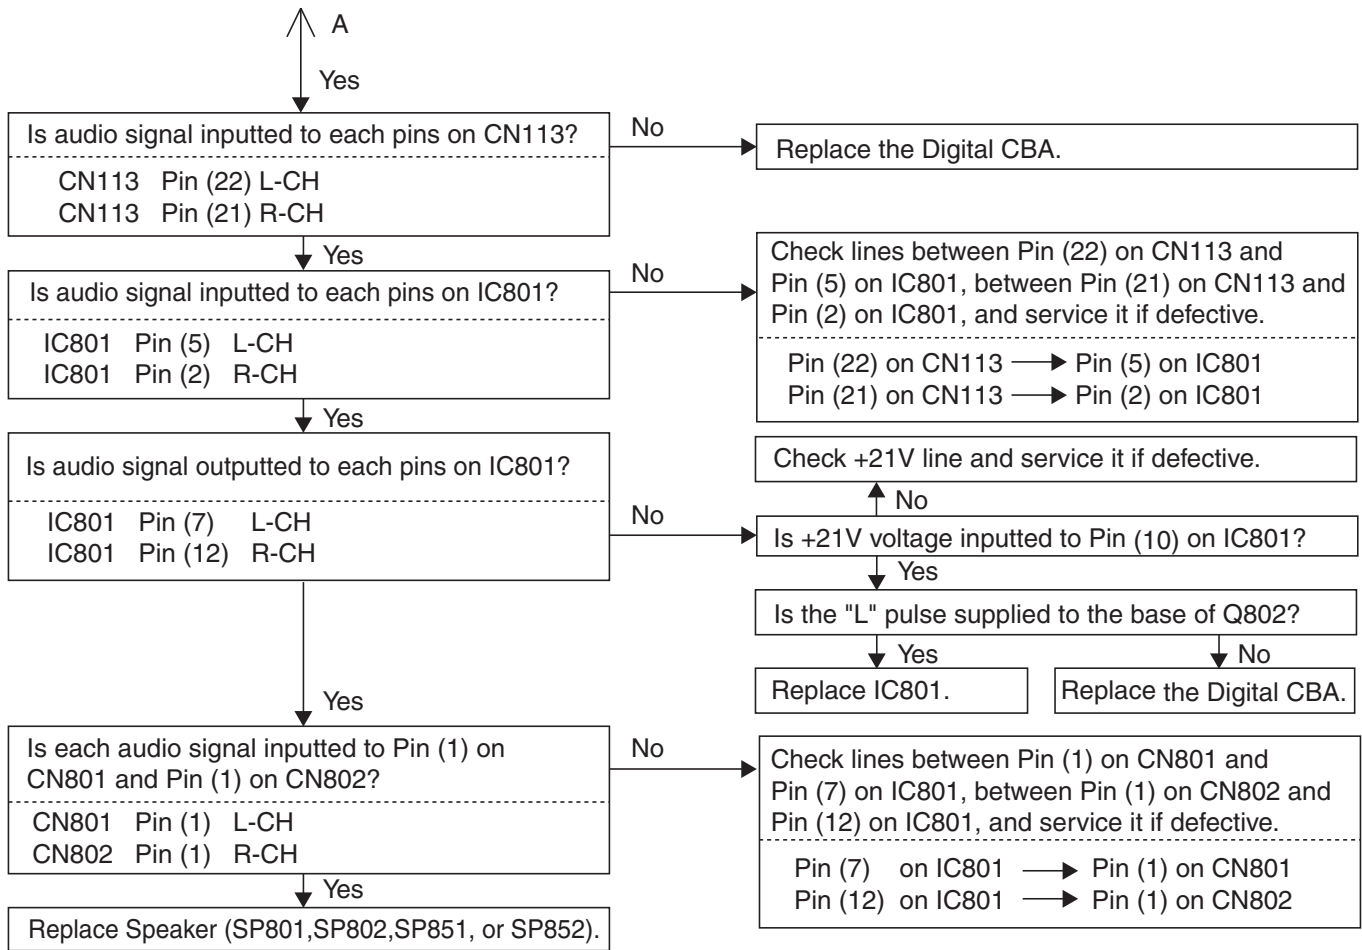 A
Yes
Is audio signal inputted to each pins on CN113?
CN113 Pin (22) L-CH
CN113 Pin (21) R-CH
No
Replace the Digital CBA.
Yes
Is audio signal inputted to each pins on IC801?
IC801 Pin (5) L-CH
IC801 Pin (2) R-CH
No
Check lines between Pin (22) on CN113 and
Pin (5) on IC801, between Pin (21) on CN113 and
Pin (2) on IC801, and service it if defective.
Pin (22) on CN113 Pin (5) on IC801
Pin (21) on CN113 Pin (2) on IC801
Yes
Is audio signal outputted to each pins on IC801?
IC801 Pin (7) L-CH
IC801 Pin (12) R-CH
No
Check +21V line and service it if defective.
No
Is +21V voltage inputted to Pin (10) on IC801?
Yes
Is the "L" pulse supplied to the base of Q802?
Yes
No
Replace IC801.
Replace the Digital CBA.
Yes
Is each audio signal inputted to Pin (1) on
CN801 and Pin (1) on CN802?
CN801 Pin (1) L-CH
CN802 Pin (1) R-CH
No
Check lines between Pin (1) on CN801 and
Pin (7) on IC801, between Pin (1) on CN802 and
Pin (12) on IC801, and service it if defective.
Pin (7) on IC801 Pin (1) on CN801
Pin (12) on IC801 Pin (1) on CN802
Yes
Replace Speaker (SP801,SP802,SP851, or SP852).